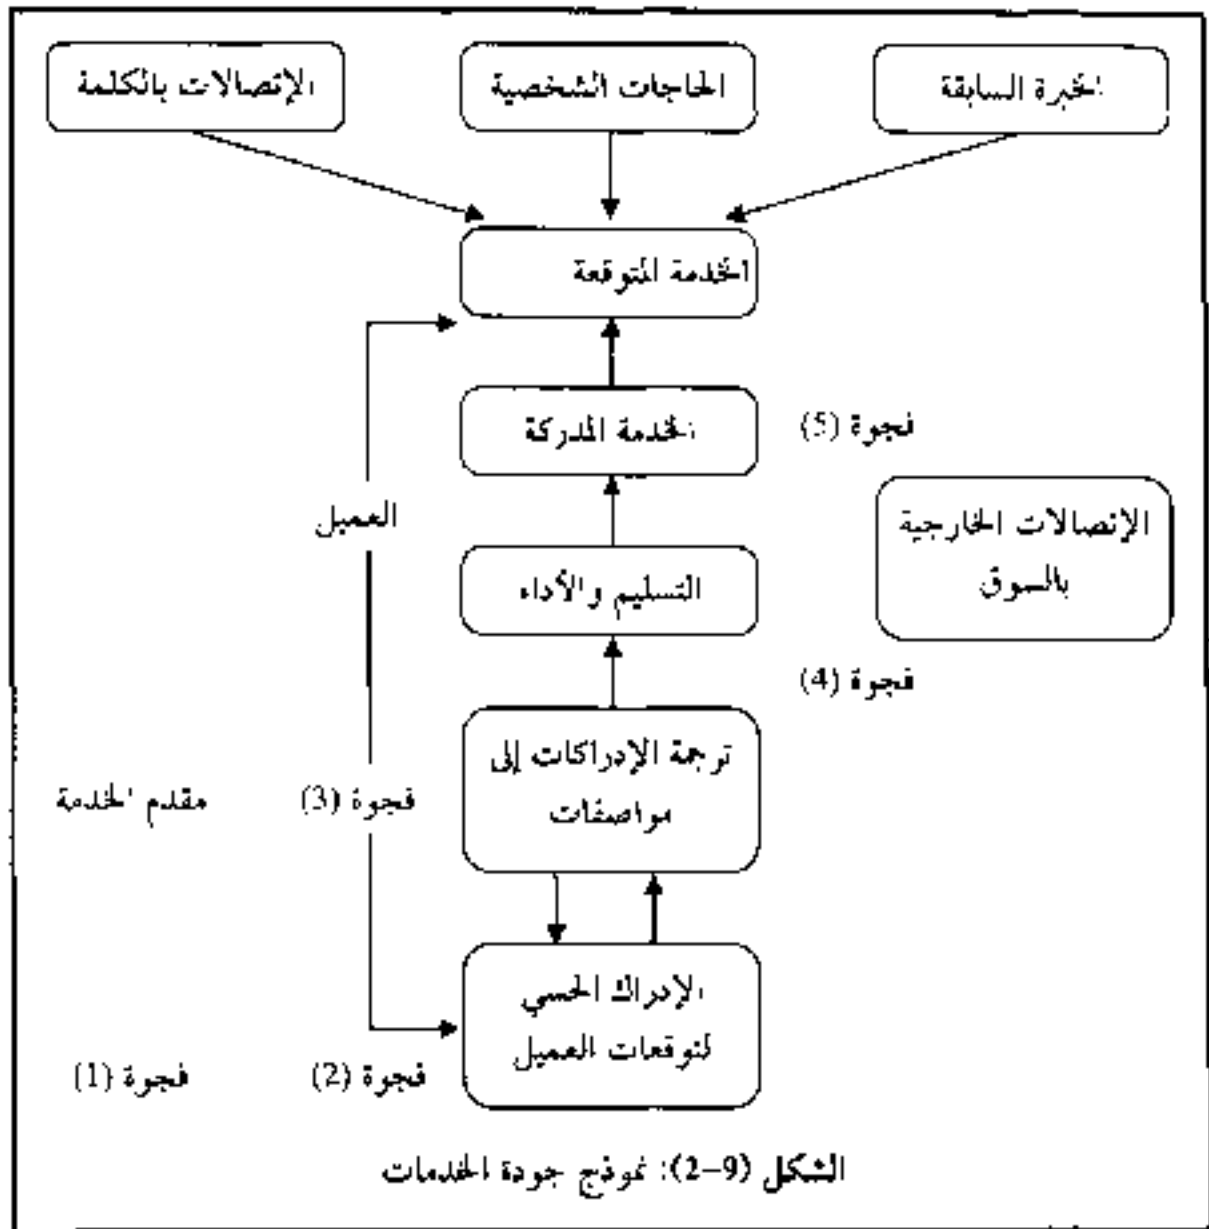 الخبرة السابقة
الحاجات الشخصية
الإتصالات بالكلمة
الخدمة المتوقعة
الخدمة المدركة
فجوة (5)
الإتصالات الخارجية
بالسوق
العميل
التسليم والأداء
فجوة (4)
ترجمة الإدراكات إلى
مواصفات
فجوة (3)
مقدم الخدمة
الإدراك الحسي
لتوقعات العميل
فجوة (2)
فجوة (1)
الشكل (9-2): نموذج جودة الخدمات